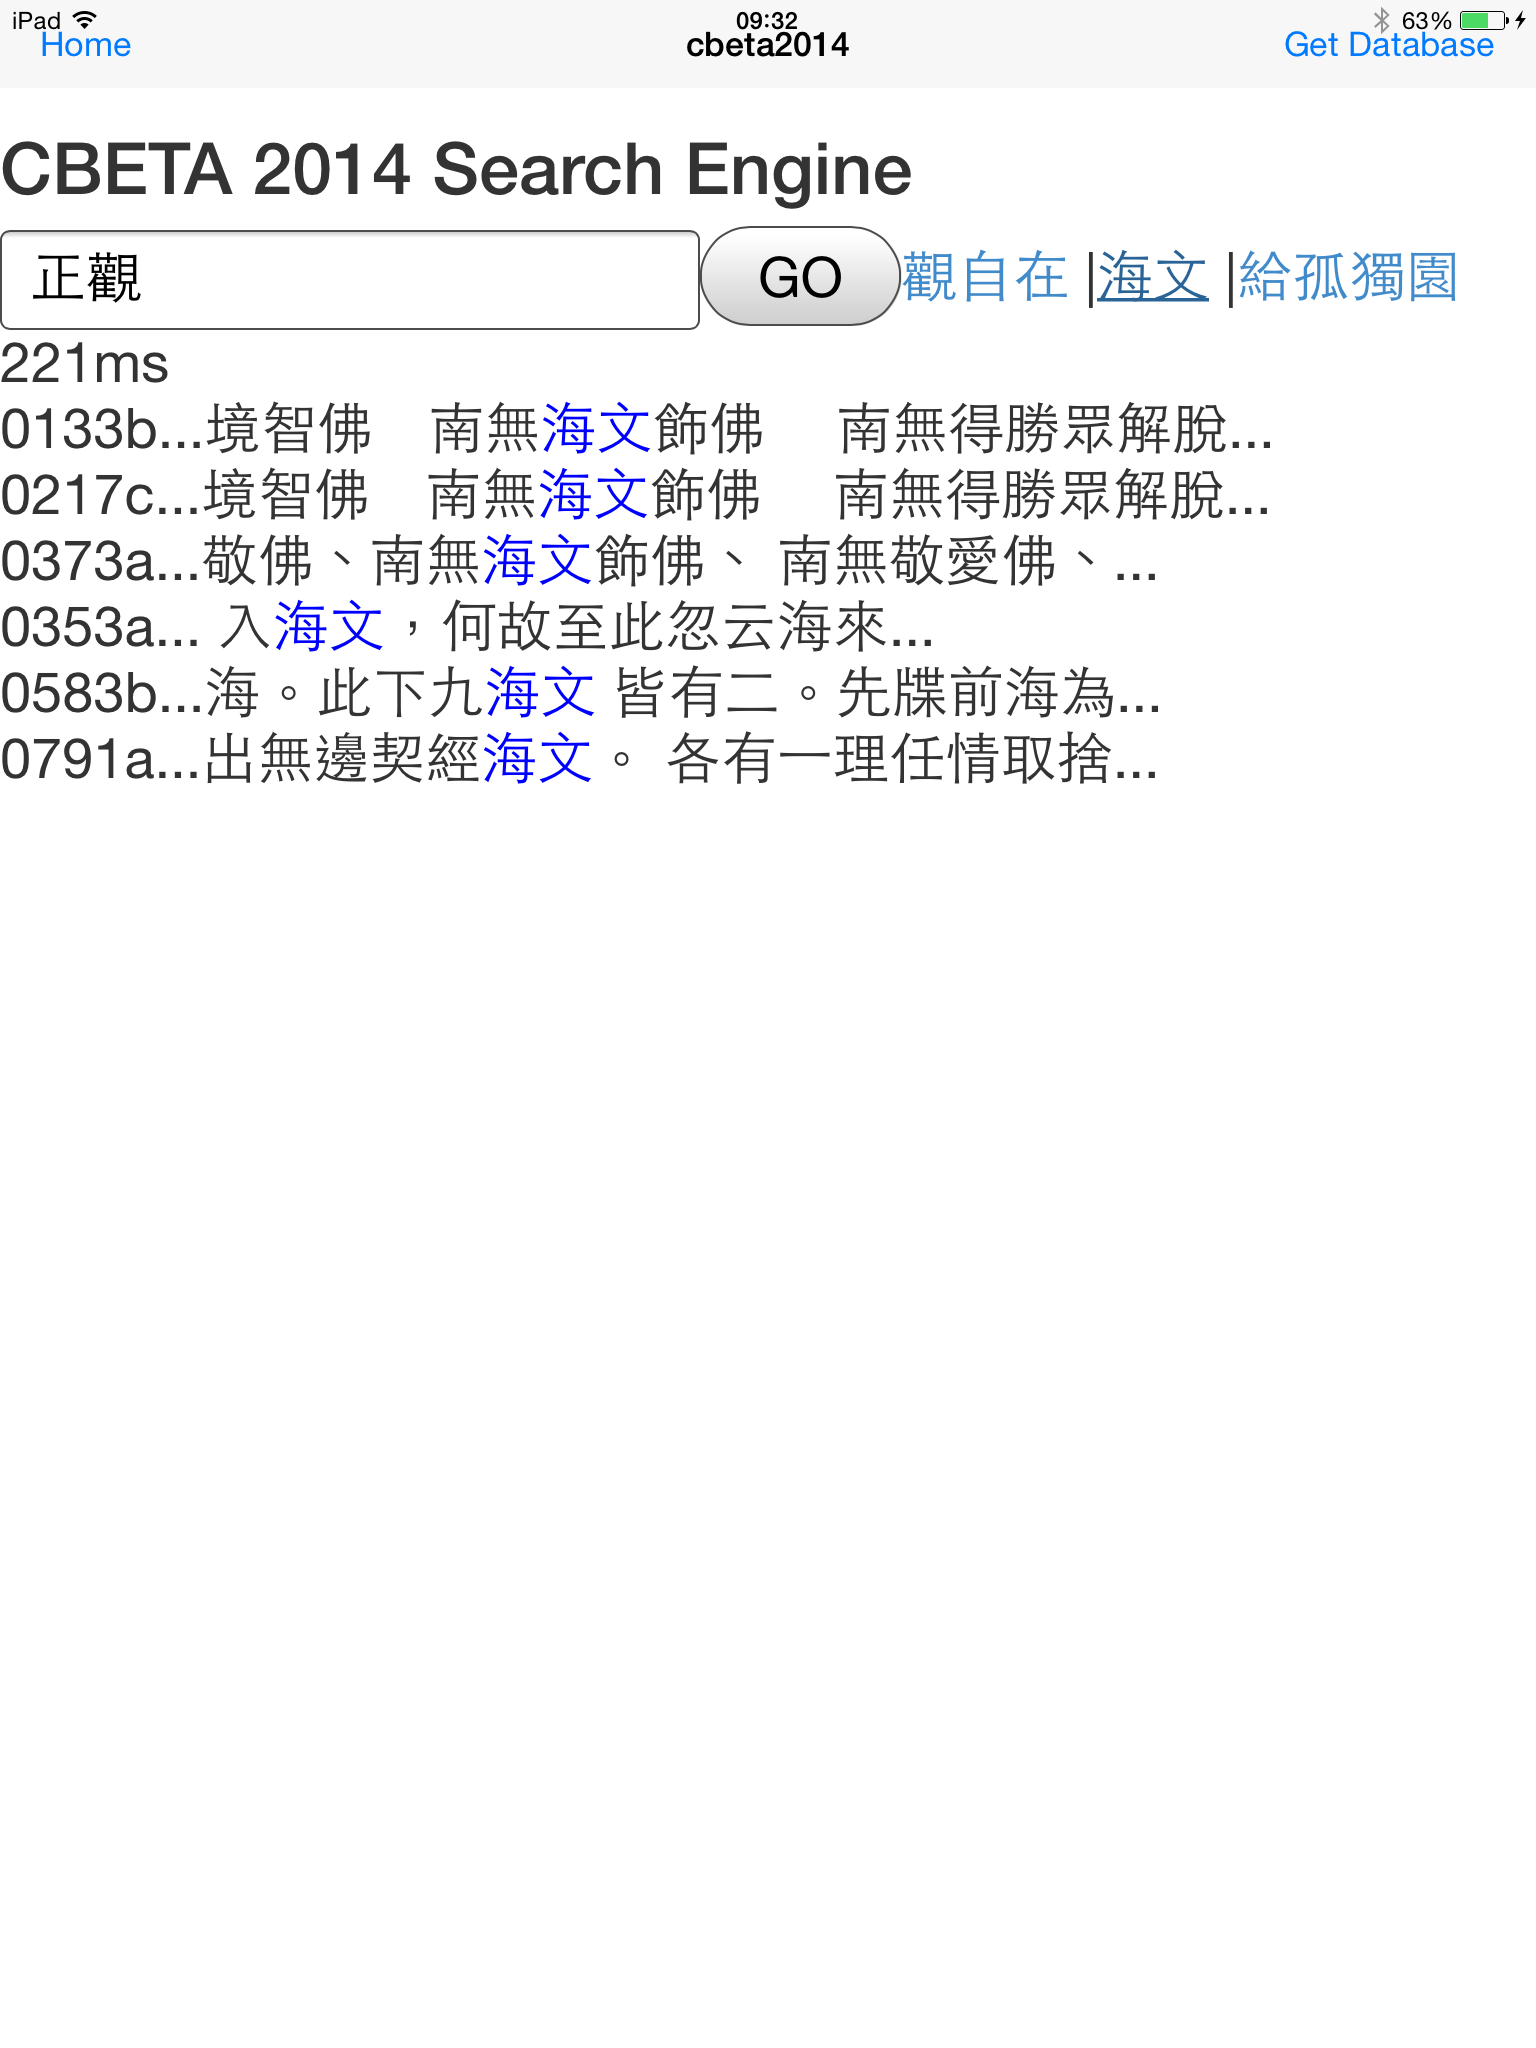 iPad 09:32 63%
Home cbeta2014 Get Database
CBETA 2014 Search Engine
正觀 GO 觀自在 |海文 |給孤獨園
221ms
0133b...境智佛　南無海文飾佛　 南無得勝眾解脫...
0217c...境智佛　南無海文飾佛　 南無得勝眾解脫...
0373a...敬佛、南無海文飾佛、 南無敬愛佛、...
0353a... 入海文，何故至此忽云海來...
0583b...海。此下九海文 皆有二。先牒前海為...
0791a...出無邊契經海文。 各有一理任情取捨...